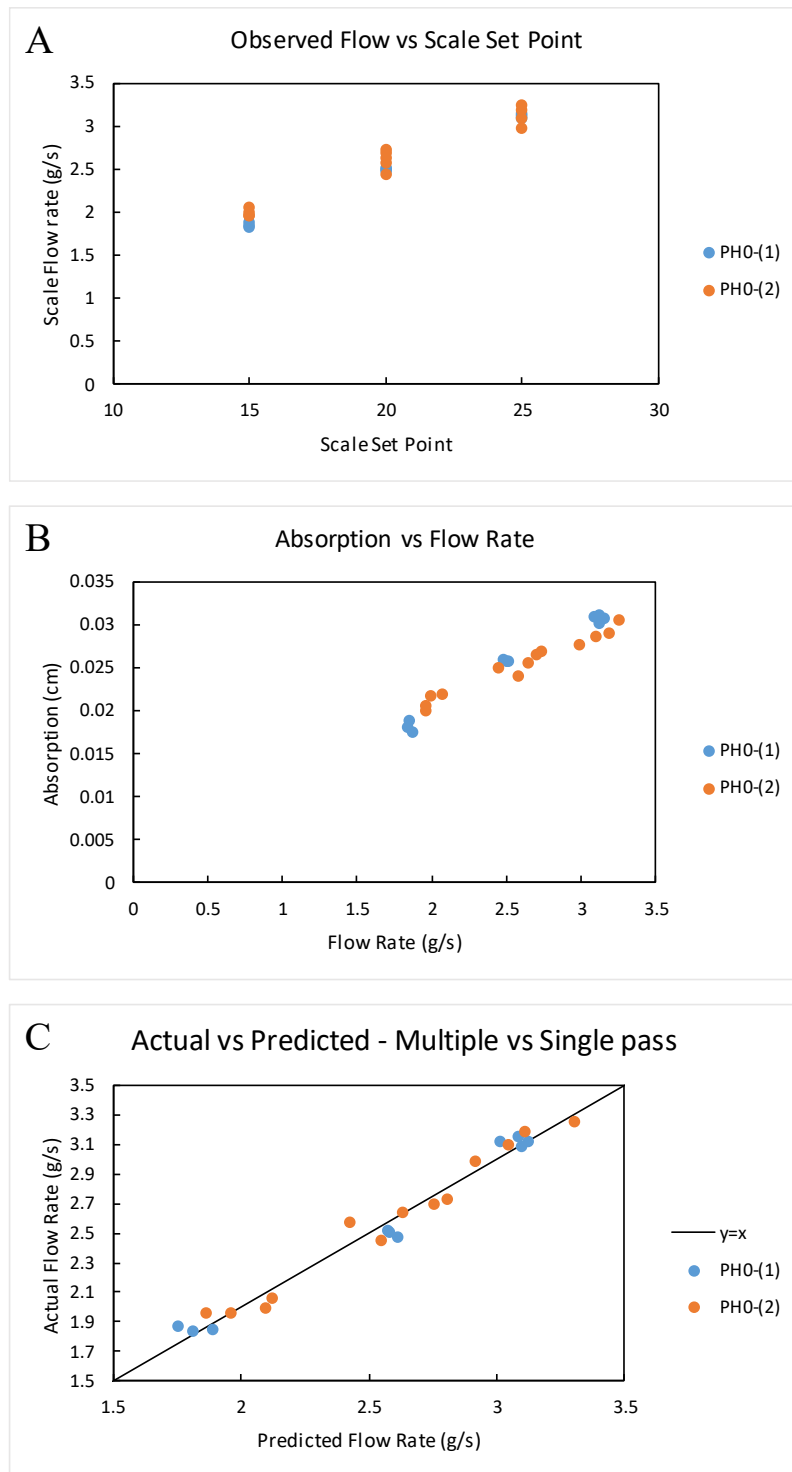 A
Observed Flow vs Scale Set Point
3.5
3
2.5
2
1.5
1
0.5
0
10 15 20 25 30
Scale Flow rate (g/s)
Scale Set Point
PH0-(1)
PH0-(2)
B
Absorption vs Flow Rate
0.035
0.03
0.025
0.02
0.015
0.01
0.005
0
0 0.5 1 1.5 2 2.5 3 3.5
Absorption (cm)
Flow Rate (g/s)
PH0-(1)
PH0-(2)
C
Actual vs Predicted - Multiple vs Single pass
3.5
3.3
3.1
2.9
2.7
2.5
2.3
2.1
1.9
1.7
1.5
1.5 2 2.5 3 3.5
Actual Flow Rate (g/s)
Predicted Flow Rate (g/s)
y=x
PH0-(1)
PH0-(2)